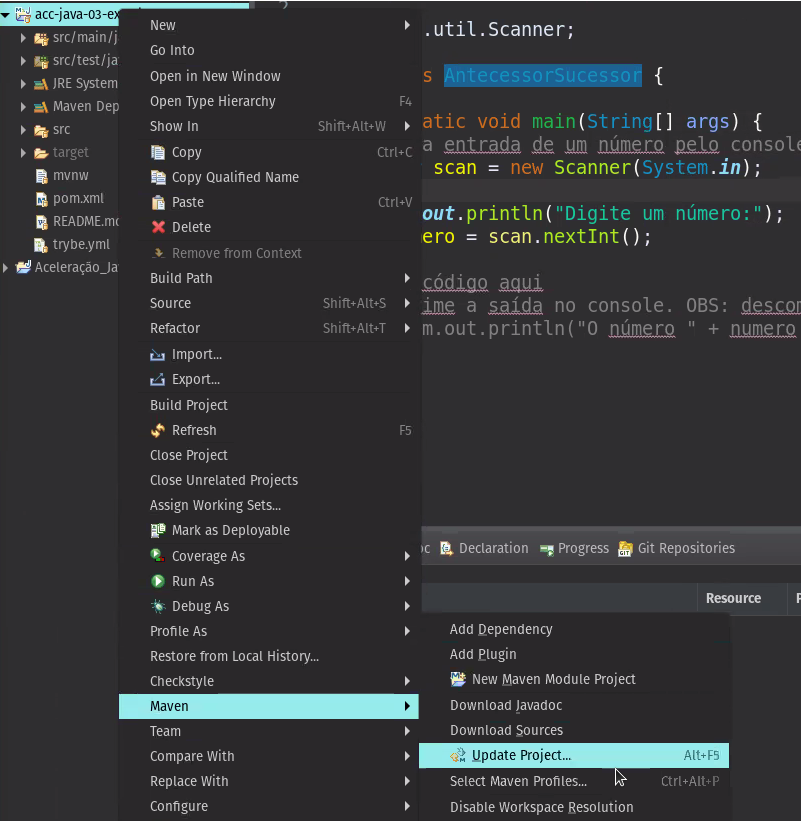 acc-java-03-ex
src/main/j
src/test/ja
JRE System
Maven Dep
src
target
mvnw
pom.xml
README.m
trybe.yml
Aceleração_Ja
New
Go Into
Open in New Window
Open Type Hierarchy F4
Show In Shift+Alt+W
Copy Ctrl+C
Copy Qualified Name
Paste Ctrl+V
Delete
Remove from Context
Build Path
Source Shift+Alt+S
Refactor Shift+Alt+T
Import...
Export...
Build Project
Refresh F5
Close Project
Close Unrelated Projects
Assign Working Sets...
Mark as Deployable
Coverage As
Run As
Debug As
Profile As
Restore from Local History...
Checkstyle
Maven
Team
Compare With
Replace With
Configure
.util.Scanner;
s AntecessorSucessor {
atic void main(String[] args) {
a entrada de um número pelo console
scan = new Scanner(System.in);
out.println("Digite um número:");
ero = scan.nextInt();
código aqui
ime a saída no console. OBS: descom
m.out.println("O número " + numero
oc Declaration Progress Git Repositories
Resource P
Add Dependency
Add Plugin
New Maven Module Project
Download Javadoc
Download Sources
Update Project... Alt+F5
Select Maven Profiles... Ctrl+Alt+P
Disable Workspace Resolution